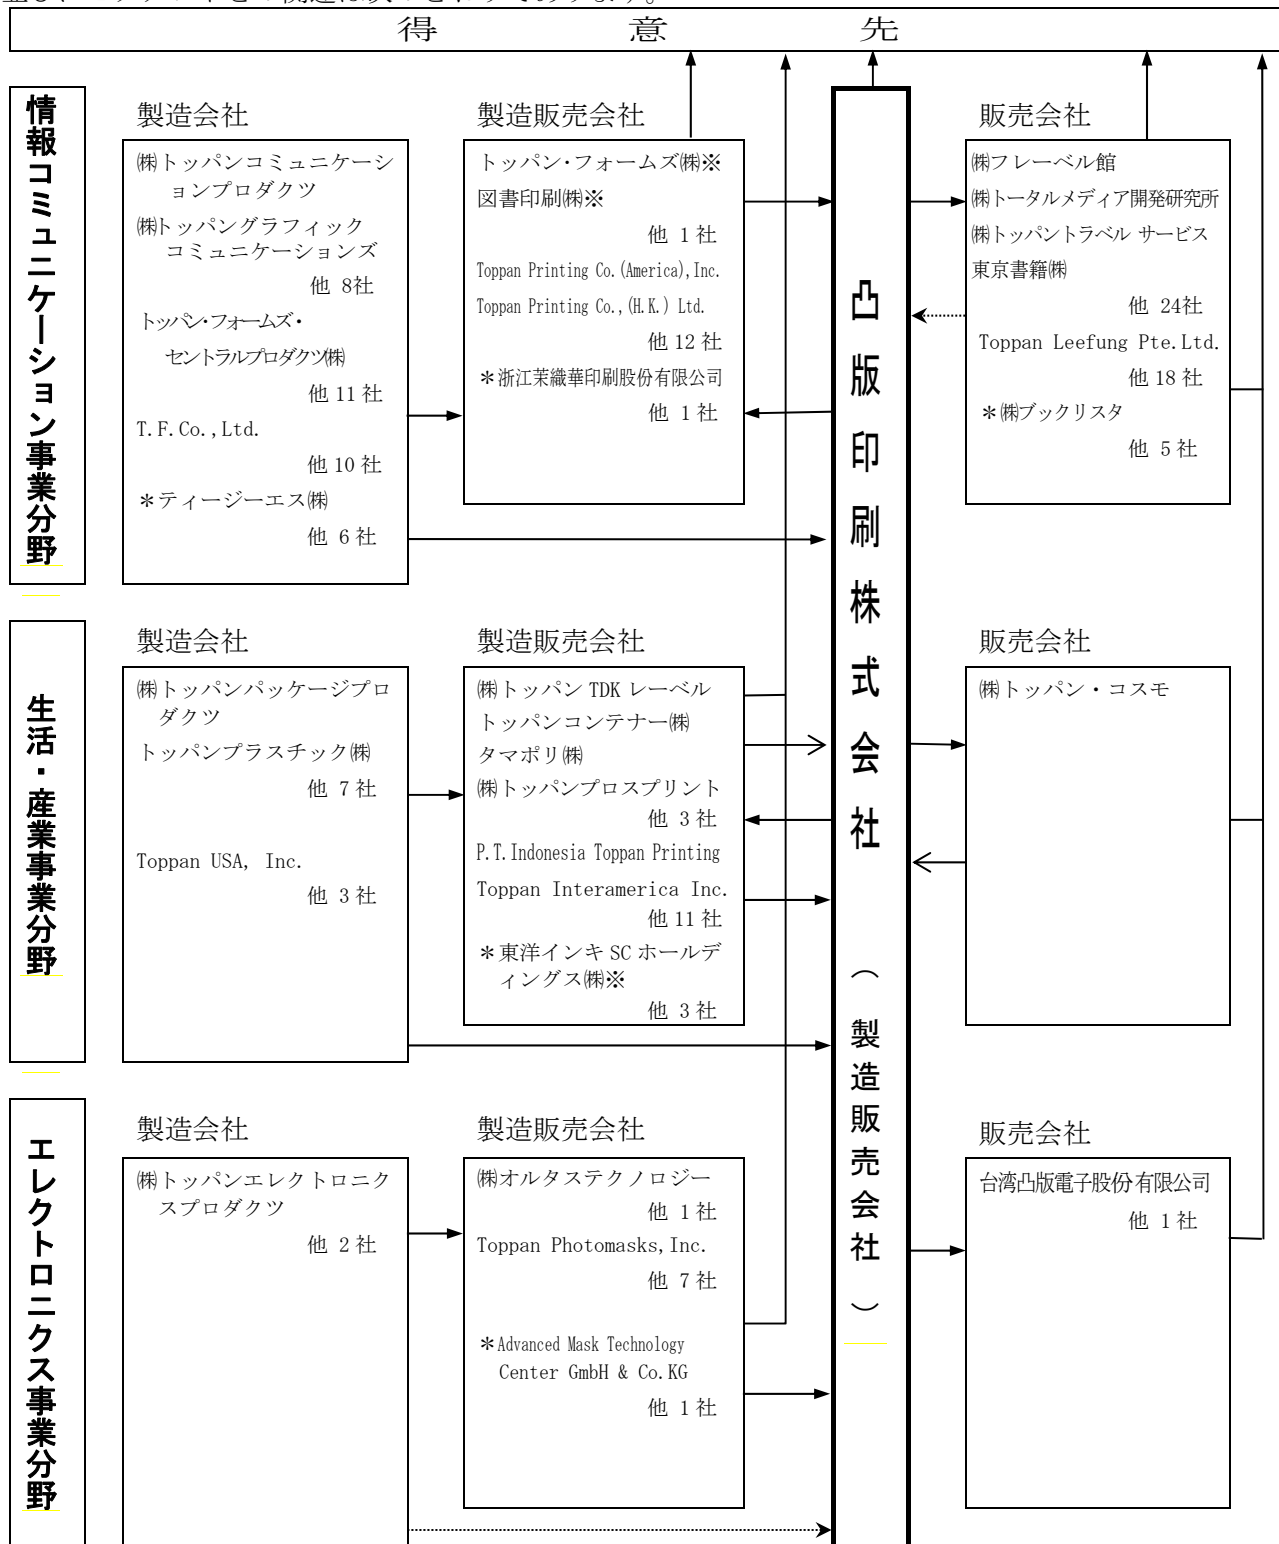 得意先
情報コミュニケーション事業分野
製造会社
㈱トッパンコミュニケーシ
ョンプロダクツ
㈱トッパングラフィック
コミュニケーションズ
他 8社
トッパン・フォームズ・
セントラルプロダクツ㈱
他 11 社
T.F.Co.,Ltd.
他 10 社
＊ティージーエス㈱
他 6 社
製造販売会社
トッパン・フォームズ㈱※
図書印刷㈱※
他 1 社
Toppan Printing Co.(America),Inc.
Toppan Printing Co.,(H.K.) Ltd.
他 12 社
＊浙江茉織華印刷股份有限公司
他 1 社
販売会社
㈱フレーベル館
㈱トータルメディア開発研究所
㈱トッパントラベル サービス
東京書籍㈱
他 24社
Toppan Leefung Pte.Ltd.
他 18 社
＊㈱ブックリスタ
他 5 社
凸版印刷株式会社（製造販売会社）
生活・産業事業分野
製造会社
㈱トッパンパッケージプロ
ダクツ
トッパンプラスチック㈱
他 7 社
Toppan USA, Inc.
他 3 社
製造販売会社
㈱トッパン TDK レーベル
トッパンコンテナー㈱
タマポリ㈱
㈱トッパンプロスプリント
他 3 社
P.T.Indonesia Toppan Printing
Toppan Interamerica Inc.
他 11 社
＊東洋インキ SC ホールデ
ィングス㈱※
他 3 社
販売会社
㈱トッパン・コスモ
エレクトロニクス事業分野
製造会社
㈱トッパンエレクトロニク
スプロダクツ
他 2 社
製造販売会社
㈱オルタステクノロジー
他 1 社
Toppan Photomasks,Inc.
他 7 社
＊Advanced Mask Technology
Center GmbH & Co.KG
他 1 社
販売会社
台湾凸版電子股份有限公司
他 1 社